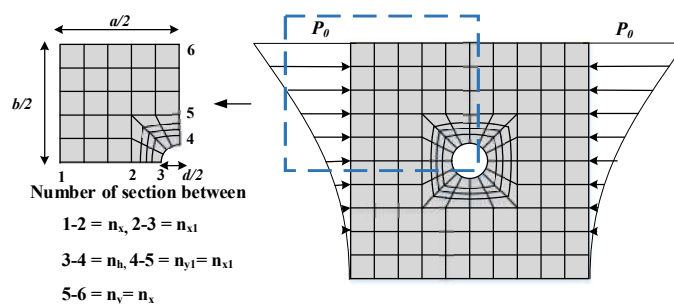 a/2
P0
P0
6
b/2
5
4
1
2
3
d/2
Number of section between
1-2 = nx, 2-3 = nx1
3-4 = nh, 4-5 = ny1= nx1
5-6 = ny= nx